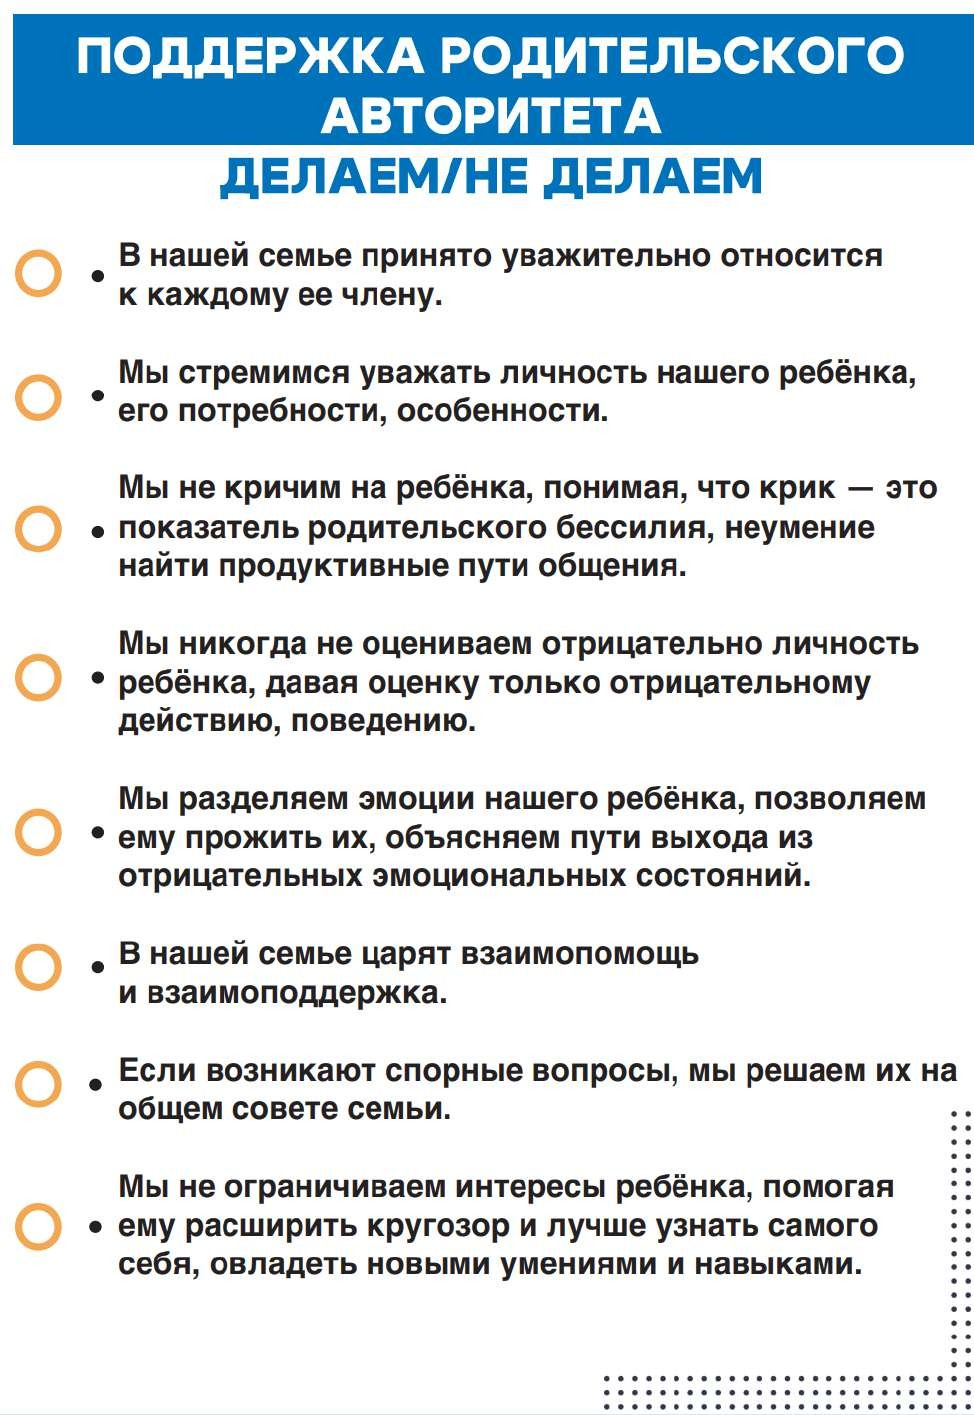 ПОДДЕРЖКА РОДИТЕЛЬСКОГО
АВТОРИТЕТА
ДЕЛАЕМ/НЕ ДЕЛАЕМ
• В нашей семье принято уважительно относится
к каждому ее члену.
• Мы стремимся уважать личность нашего ребёнка,
его потребности, особенности.
• Мы не кричим на ребёнка, понимая, что крик — это
показатель родительского бессилия, неумение
найти продуктивные пути общения.
• Мы никогда не оцениваем отрицательно личность
ребёнка, давая оценку только отрицательному
действию, поведению.
• Мы разделяем эмоции нашего ребёнка, позволяем
ему прожить их, объясняем пути выхода из
отрицательных эмоциональных состояний.
• В нашей семье царят взаимопомощь
и взаимоподдержка.
• Если возникают спорные вопросы, мы решаем их на
общем совете семьи.
• Мы не ограничиваем интересы ребёнка, помогая
ему расширить кругозор и лучше узнать самого
себя, овладеть новыми умениями и навыками.